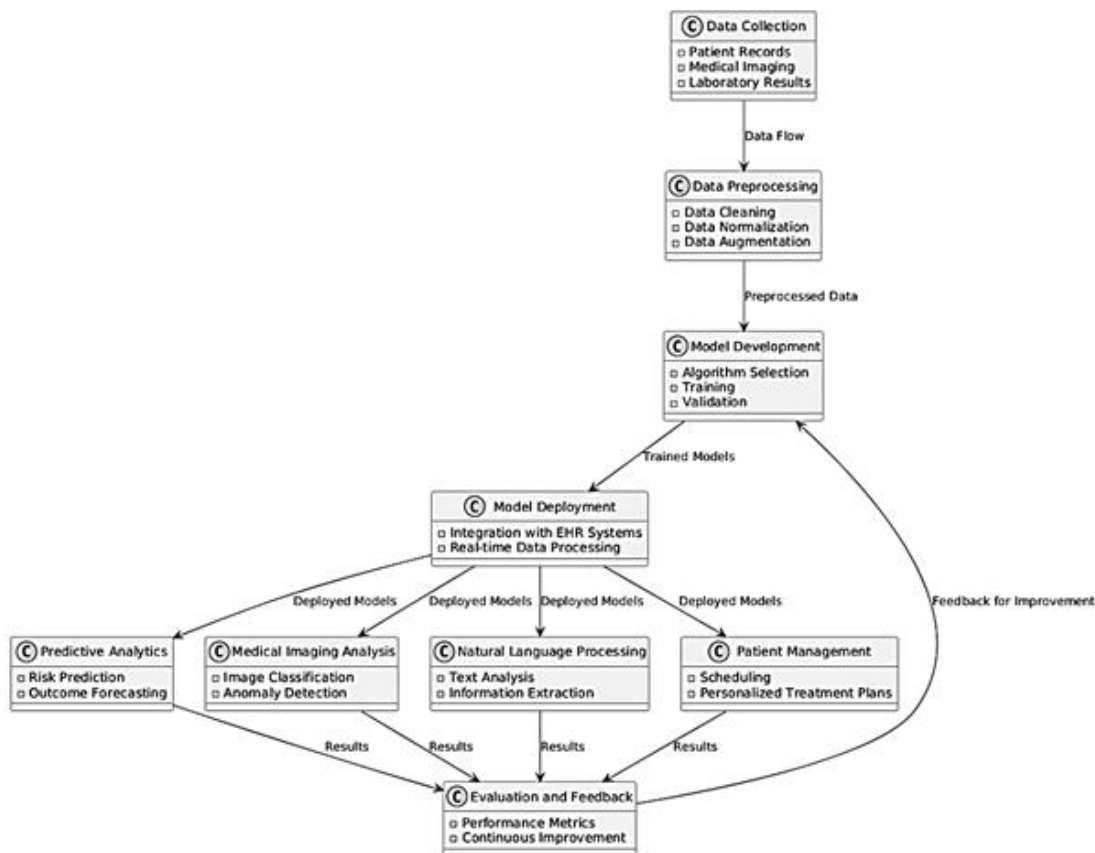 C Data Collection
Patient Records
Medical Imaging
Laboratory Results
Data Flow
C Data Preprocessing
Data Cleaning
Data Normalization
Data Augmentation
Preprocessed Data
C Model Development
Algorithm Selection
Training
Validation
Trained Models
C Model Deployment
Integration with EHR Systems
Real-time Data Processing
Deployed Models
Deployed Models
Deployed Models
Deployed Models
Feedback for Improvement
C Predictive Analytics
Risk Prediction
Outcome Forecasting
C Medical Imaging Analysis
Image Classification
Anomaly Detection
C Natural Language Processing
Text Analysis
Information Extraction
C Patient Management
Scheduling
Personalized Treatment Plans
Results
Results
Results
Results
C Evaluation and Feedback
Performance Metrics
Continuous Improvement